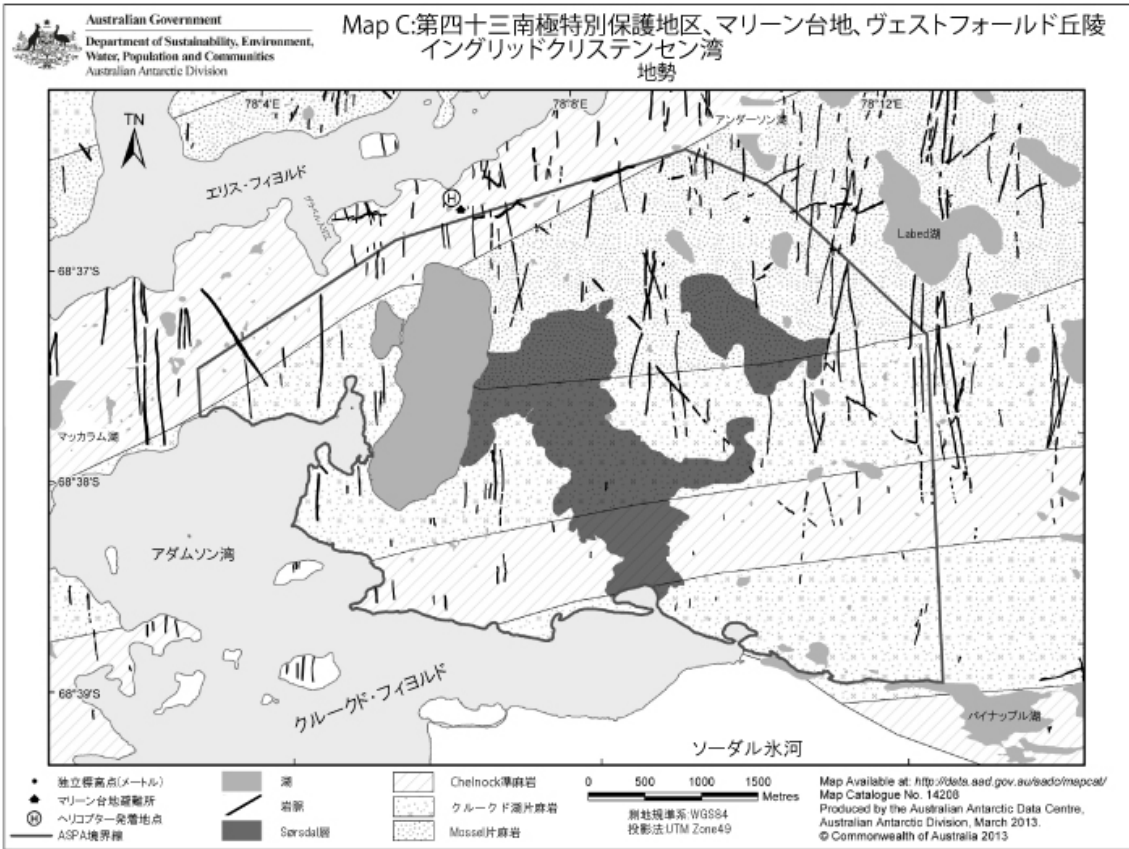 Australian Government
Department of Sustainability, Environment,
Water, Population and Communities
Australian Antarctic Division
Map C:第四十三南極特別保護地区、マリーン台地、ヴェストフォールド丘陵
イングリッドクリステンセン湾
地勢
78°4'E
78°8'E
78°12'E
アンダーソン湖
TN
エリス・フィヨルド
H
Labed湖
68°37'S
マッカラム湖
68°38'S
アダムソン湾
68°39'S
クルークド・フィヨルド
パイナップル湖
ソーダル氷河
独立標高点(メートル)
マリーン台地避難所
ヘリコプター発着地点
ASPA境界線
湖
岩脈
Sørsdal層
Chelnock準麻岩
クルークド湖片麻岩
Mossel片麻岩
0 500 1000 1500
Metres
測地規準系:WGS84
投影法:UTM Zone49
Map Available at: http://data.aad.gov.au/aadc/mapcat/
Map Catalogue No. 14208
Produced by the Australian Antarctic Data Centre,
Australian Antarctic Division, March 2013.
© Commonwealth of Australia 2013